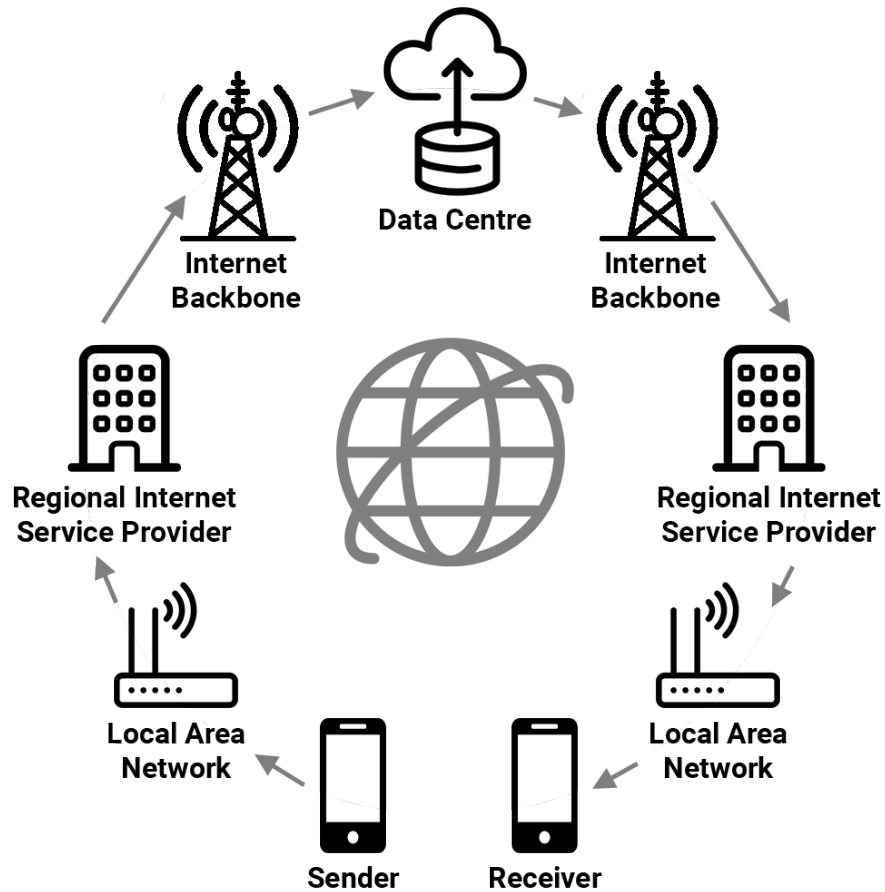 Data Centre
Internet
Backbone
Internet
Backbone
Regional Internet
Service Provider
Regional Internet
Service Provider
Local Area
Network
Local Area
Network
Sender
Receiver